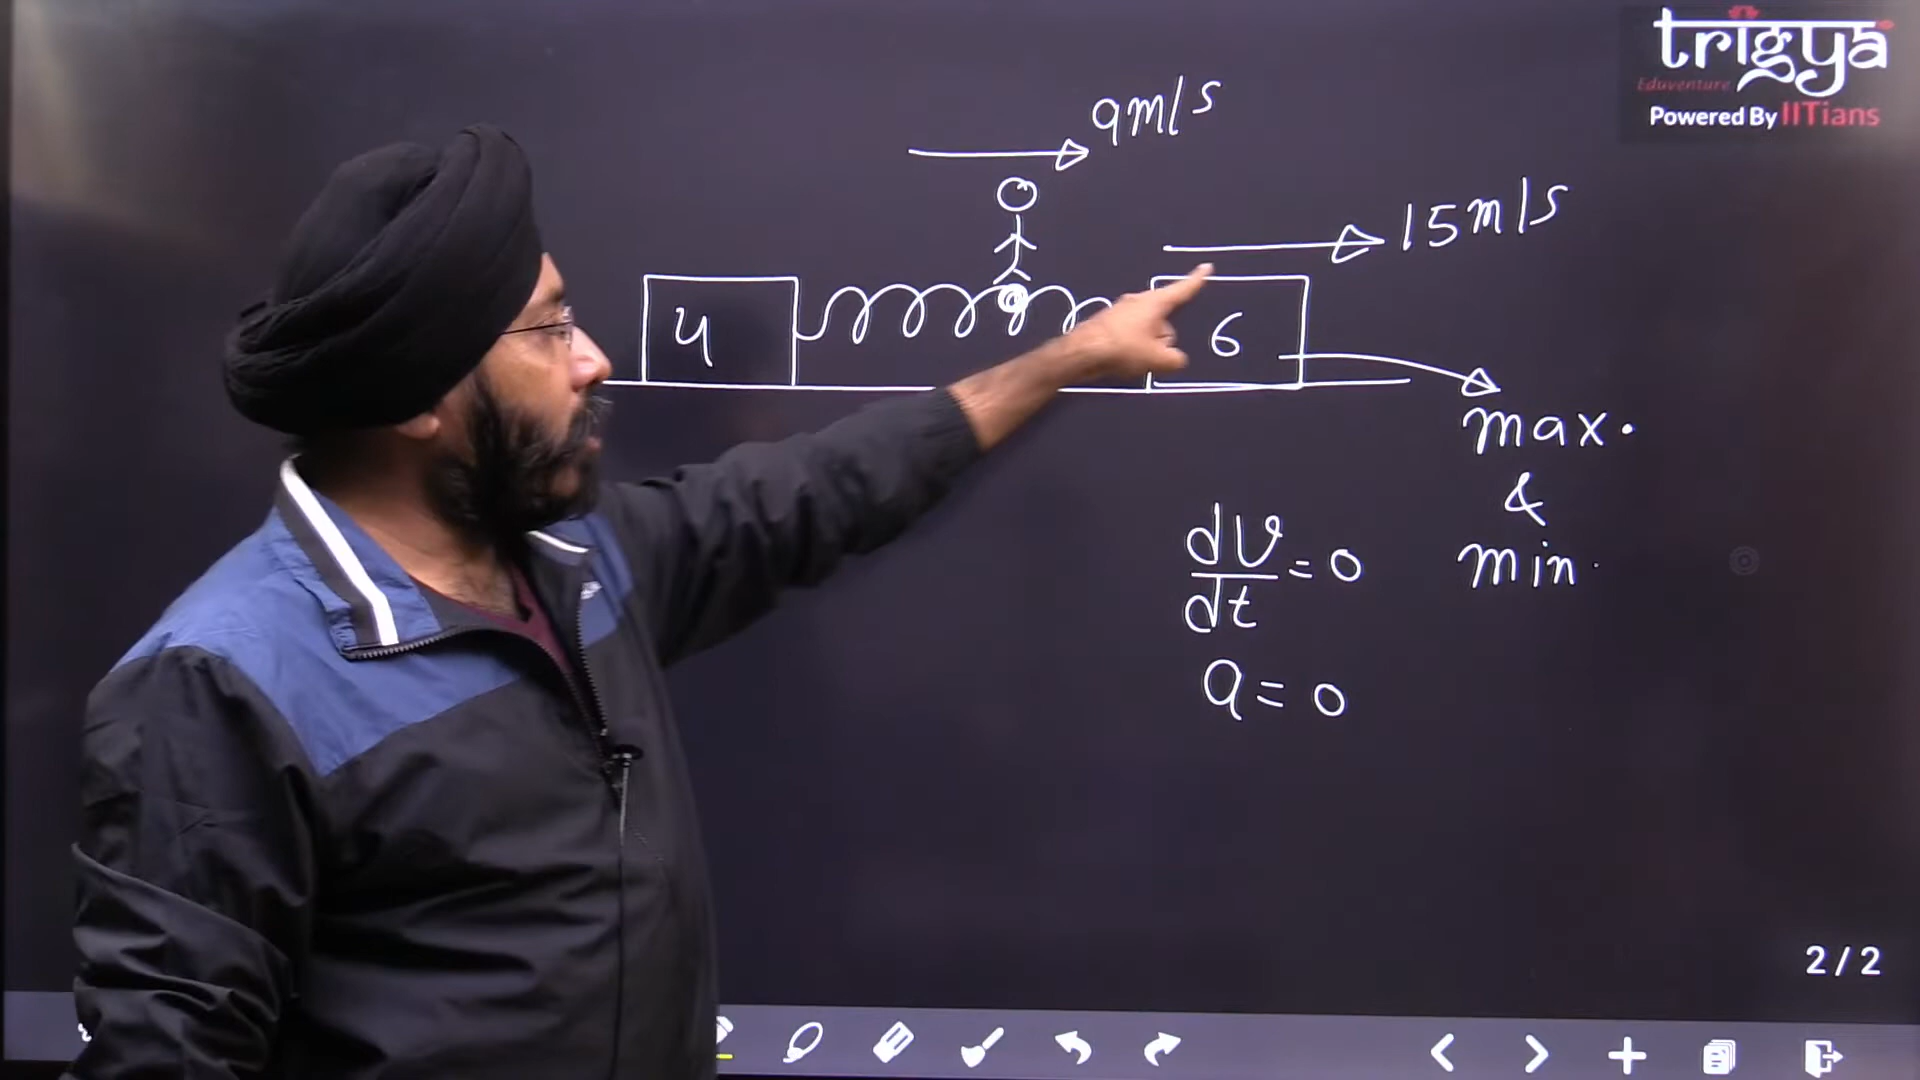 trigya
Eduventure
Powered By IITians
9m/s
15m/s
4
6
max.
&
min.
dv/dt = 0
a = 0
2/2